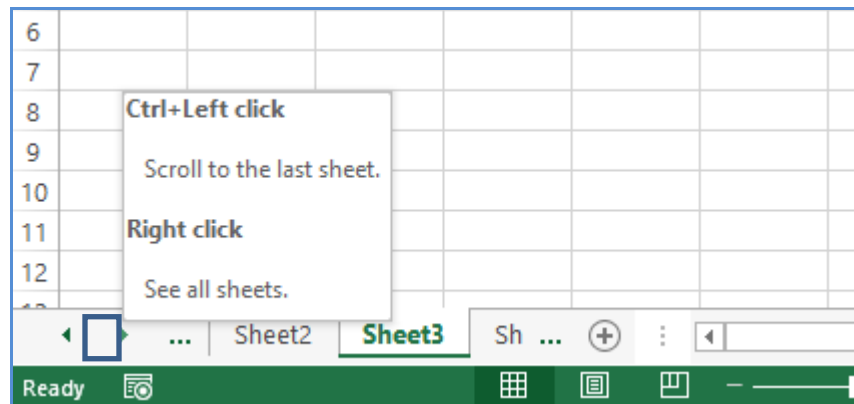 6
7
8
9
10
11
12
Ctrl+Left click
Scroll to the last sheet.
Right click
See all sheets.
... Sheet2 Sheet3 Sh ...
Ready